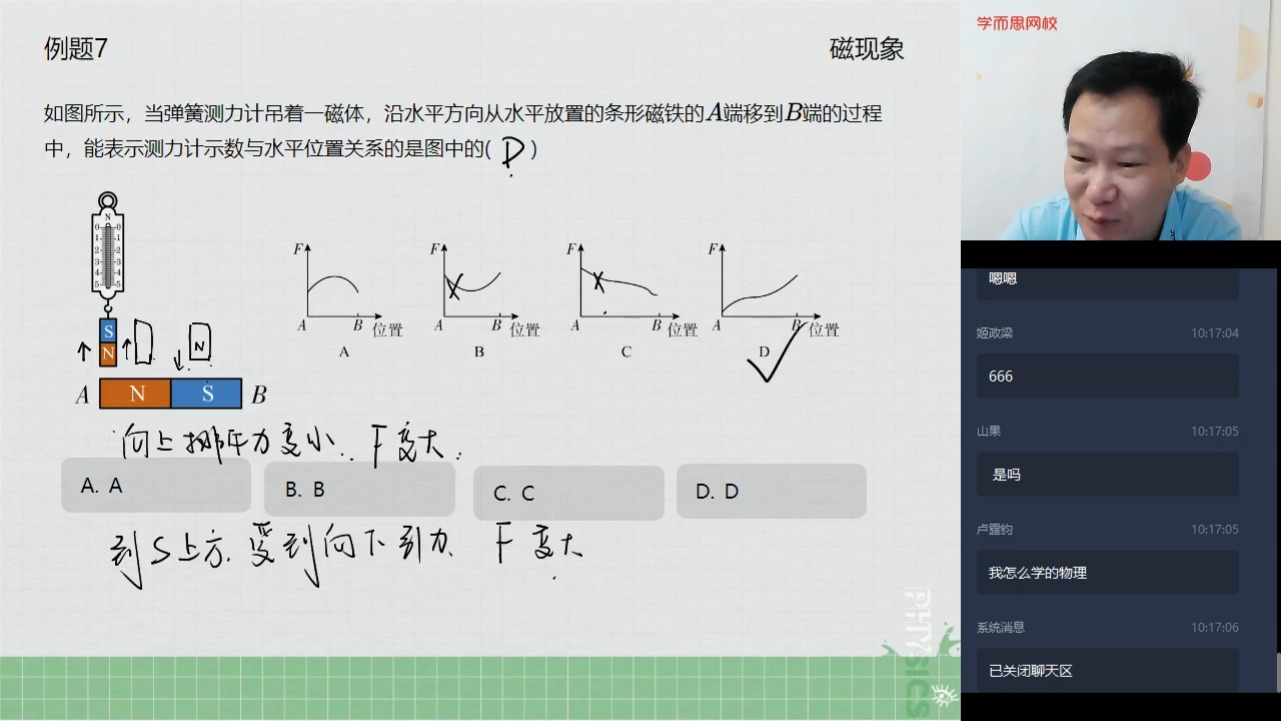 例题7
磁现象
如图所示，当弹簧测力计吊着一磁体，沿水平方向从水平放置的条形磁铁的A端移到B端的过程
中，能表示测力计示数与水平位置关系的是图中的( D )
N
0 0
1 1
2 2
3 3
4 4
5 5
S
N
N
A N S B
F
A B 位置
A
F
A B 位置
B
F
A B 位置
C
F
A B 位置
D
向上排斥力变小 F变大
A. A
B. B
C. C
D. D
到S上方 受到向下引力 F变大
PHYSICS
学而思网校
嗯嗯
姬政梁 10:17:04
666
山果 10:17:05
是吗
卢霆钧 10:17:05
我怎么学的物理
系统消息 10:17:06
已关闭聊天区